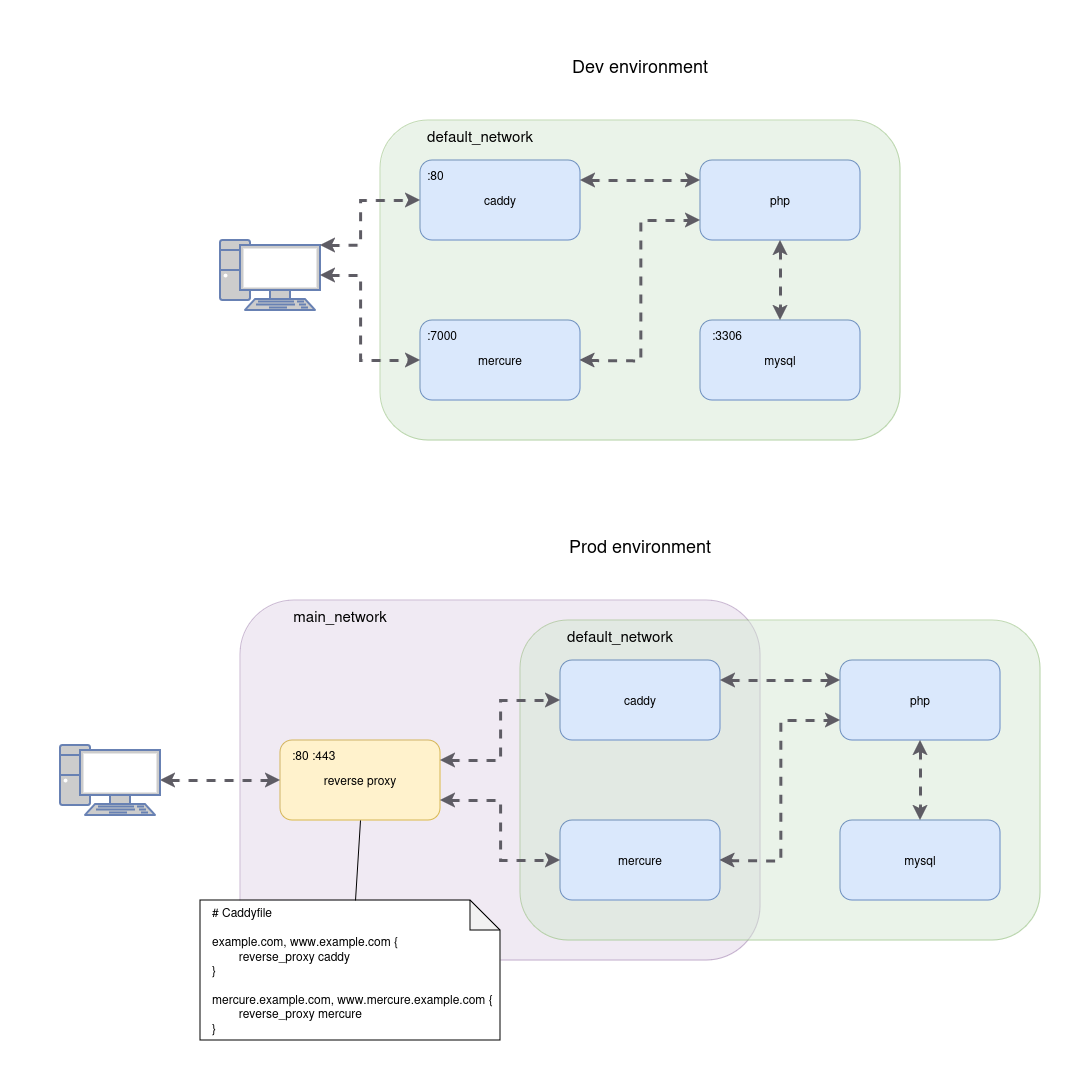 Dev environment
default_network
:80
caddy
php
:7000
mercure
:3306
mysql
Prod environment
main_network
default_network
caddy
php
:80 :443
reverse proxy
mercure
mysql
# Caddyfile
example.com, www.example.com {
reverse_proxy caddy
}
mercure.example.com, www.mercure.example.com {
reverse_proxy mercure
}